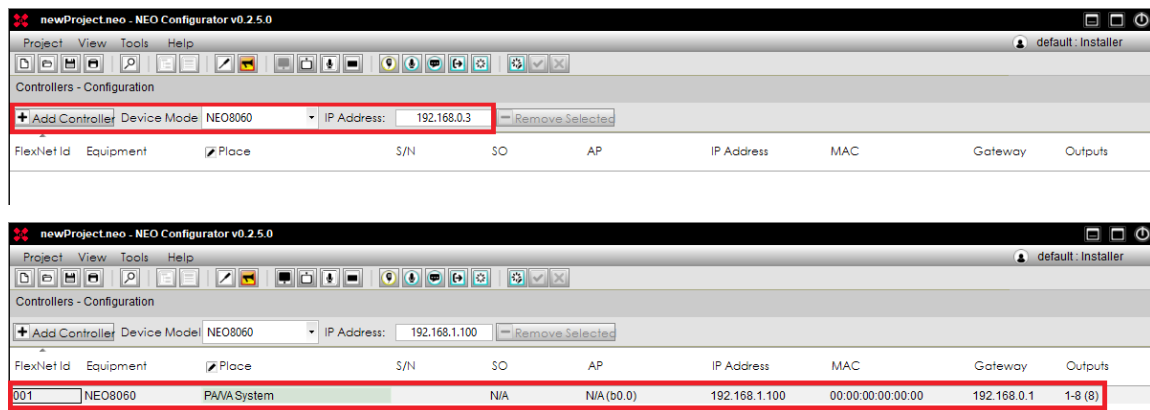 newProject.neo - NEO Configurator v0.2.5.0
Project View Tools Help default : Installer
Controllers - Configuration
Add Controller Device Mode NEO8060 IP Address: 192.168.0.3 Remove Selected
FlexNet Id Equipment Place S/N SO AP IP Address MAC Gateway Outputs
newProject.neo - NEO Configurator v0.2.5.0
Project View Tools Help default : Installer
Controllers - Configuration
Add Controller Device Model NEO8060 IP Address: 192.168.1.100 Remove Selected
FlexNet Id Equipment Place S/N SO AP IP Address MAC Gateway Outputs
001 NEO8060 PA/VA System N/A N/A (b0.0) 192.168.1.100 00:00:00:00:00:00 192.168.0.1 1-8 (8)